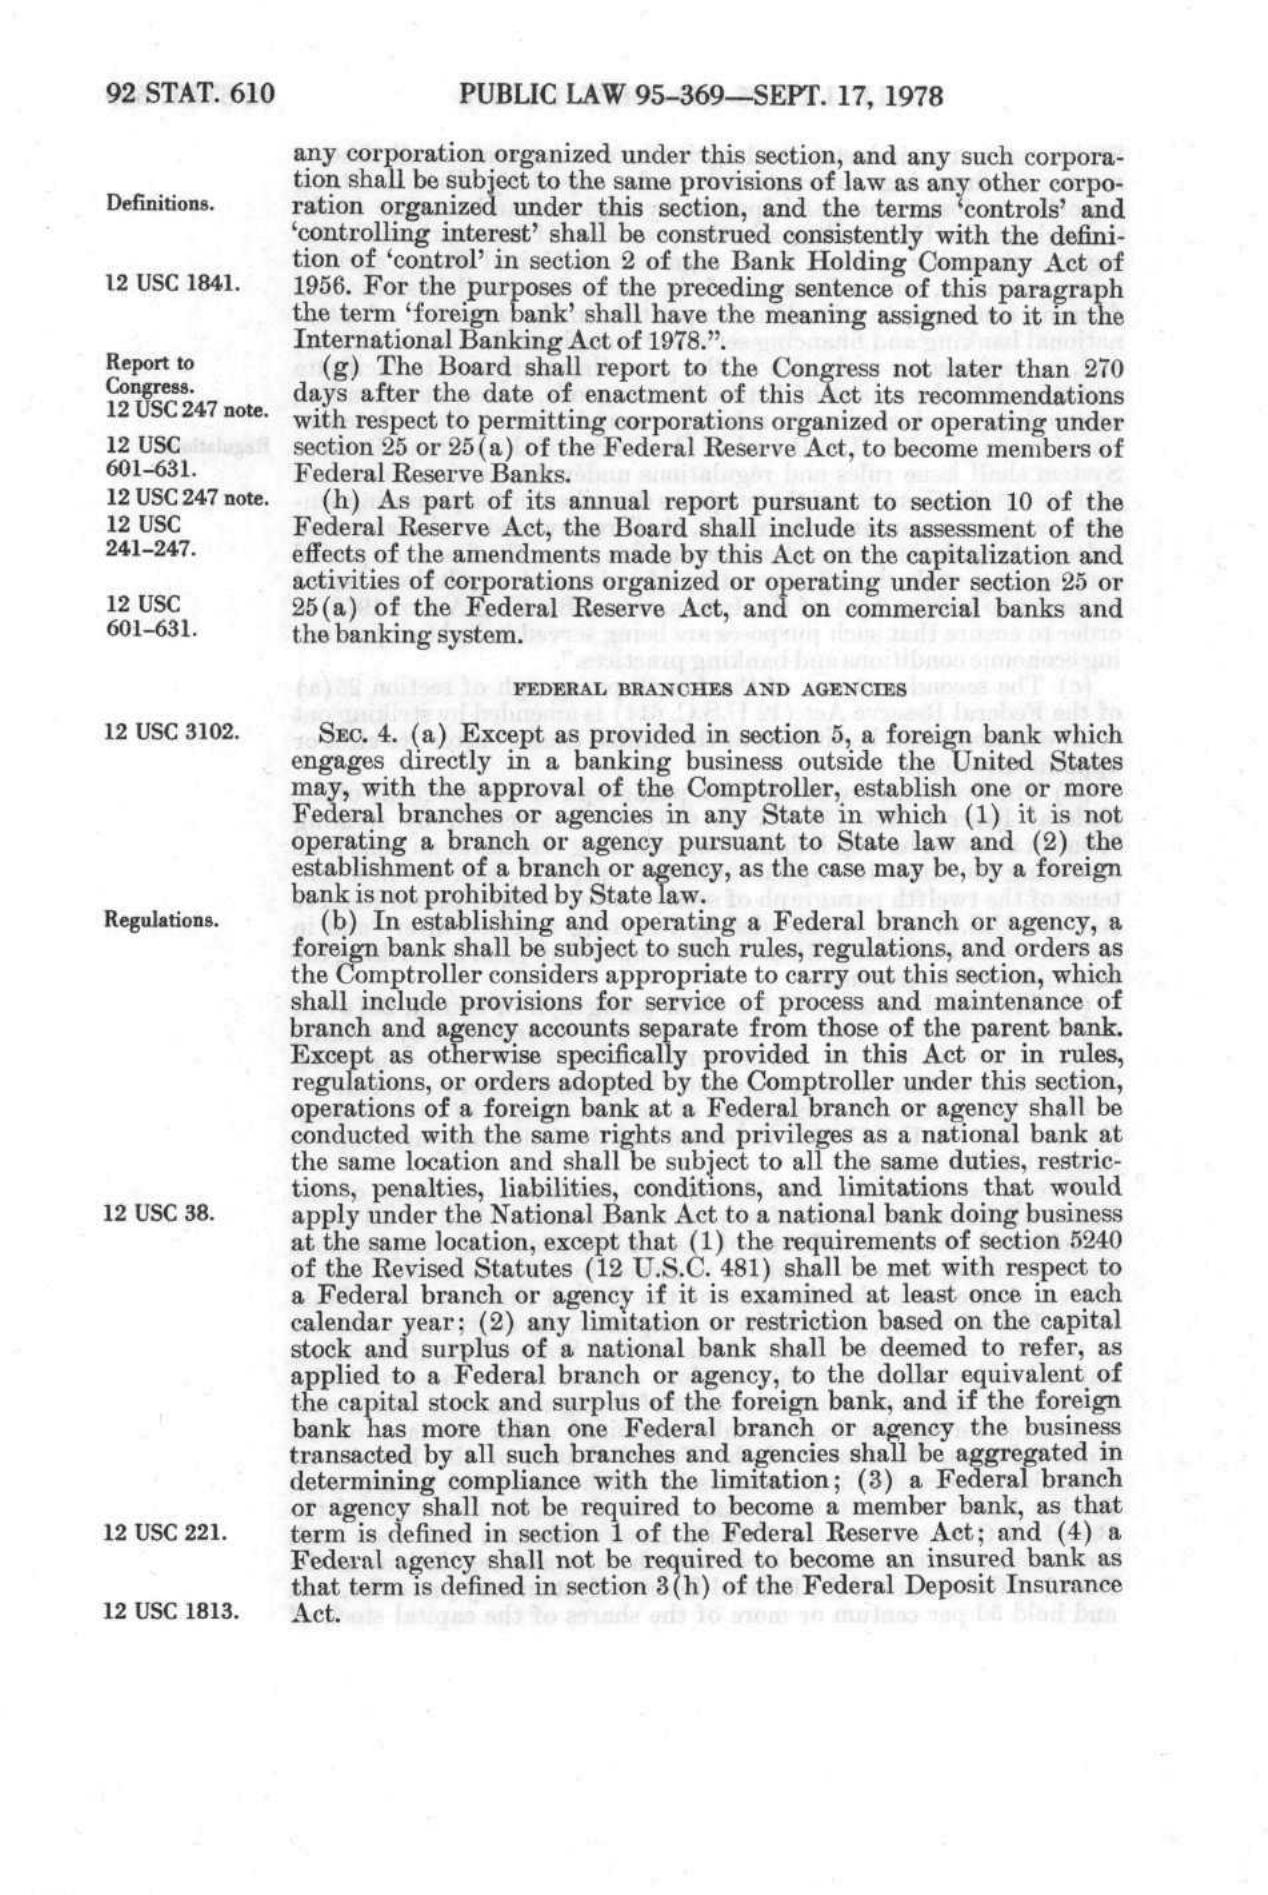 92 STAT. 610
PUBLIC LAW 95–369—SEPT. 17, 1978
any corporation organized under this section, and any such corpora-
tion shall be subject to the same provisions of law as any other corpo-
Definitions.
ration organized under this section, and the terms ‘controls’ and
‘controlling interest’ shall be construed consistently with the defini-
tion of ‘control’ in section 2 of the Bank Holding Company Act of
12 USC 1841.
1956. For the purposes of the preceding sentence of this paragraph
the term ‘foreign bank’ shall have the meaning assigned to it in the
International Banking Act of 1978.”.
Report to
Congress.
12 USC 247 note.
(g) The Board shall report to the Congress not later than 270
days after the date of enactment of this Act its recommendations
with respect to permitting corporations organized or operating under
12 USC
601–631.
section 25 or 25(a) of the Federal Reserve Act, to become members of
Federal Reserve Banks.
12 USC 247 note.
(h) As part of its annual report pursuant to section 10 of the
12 USC
241–247.
Federal Reserve Act, the Board shall include its assessment of the
effects of the amendments made by this Act on the capitalization and
activities of corporations organized or operating under section 25 or
12 USC
601–631.
25(a) of the Federal Reserve Act, and on commercial banks and
the banking system.
FEDERAL BRANCHES AND AGENCIES
12 USC 3102.
SEC. 4. (a) Except as provided in section 5, a foreign bank which
engages directly in a banking business outside the United States
may, with the approval of the Comptroller, establish one or more
Federal branches or agencies in any State in which (1) it is not
operating a branch or agency pursuant to State law and (2) the
establishment of a branch or agency, as the case may be, by a foreign
bank is not prohibited by State law.
Regulations.
(b) In establishing and operating a Federal branch or agency, a
foreign bank shall be subject to such rules, regulations, and orders as
the Comptroller considers appropriate to carry out this section, which
shall include provisions for service of process and maintenance of
branch and agency accounts separate from those of the parent bank.
Except as otherwise specifically provided in this Act or in rules,
regulations, or orders adopted by the Comptroller under this section,
operations of a foreign bank at a Federal branch or agency shall be
conducted with the same rights and privileges as a national bank at
the same location and shall be subject to all the same duties, restric-
tions, penalties, liabilities, conditions, and limitations that would
12 USC 38.
apply under the National Bank Act to a national bank doing business
at the same location, except that (1) the requirements of section 5240
of the Revised Statutes (12 U.S.C. 481) shall be met with respect to
a Federal branch or agency if it is examined at least once in each
calendar year; (2) any limitation or restriction based on the capital
stock and surplus of a national bank shall be deemed to refer, as
applied to a Federal branch or agency, to the dollar equivalent of
the capital stock and surplus of the foreign bank, and if the foreign
bank has more than one Federal branch or agency the business
transacted by all such branches and agencies shall be aggregated in
determining compliance with the limitation; (3) a Federal branch
or agency shall not be required to become a member bank, as that
12 USC 221.
term is defined in section 1 of the Federal Reserve Act; and (4) a
Federal agency shall not be required to become an insured bank as
that term is defined in section 3(h) of the Federal Deposit Insurance
12 USC 1813.
Act.